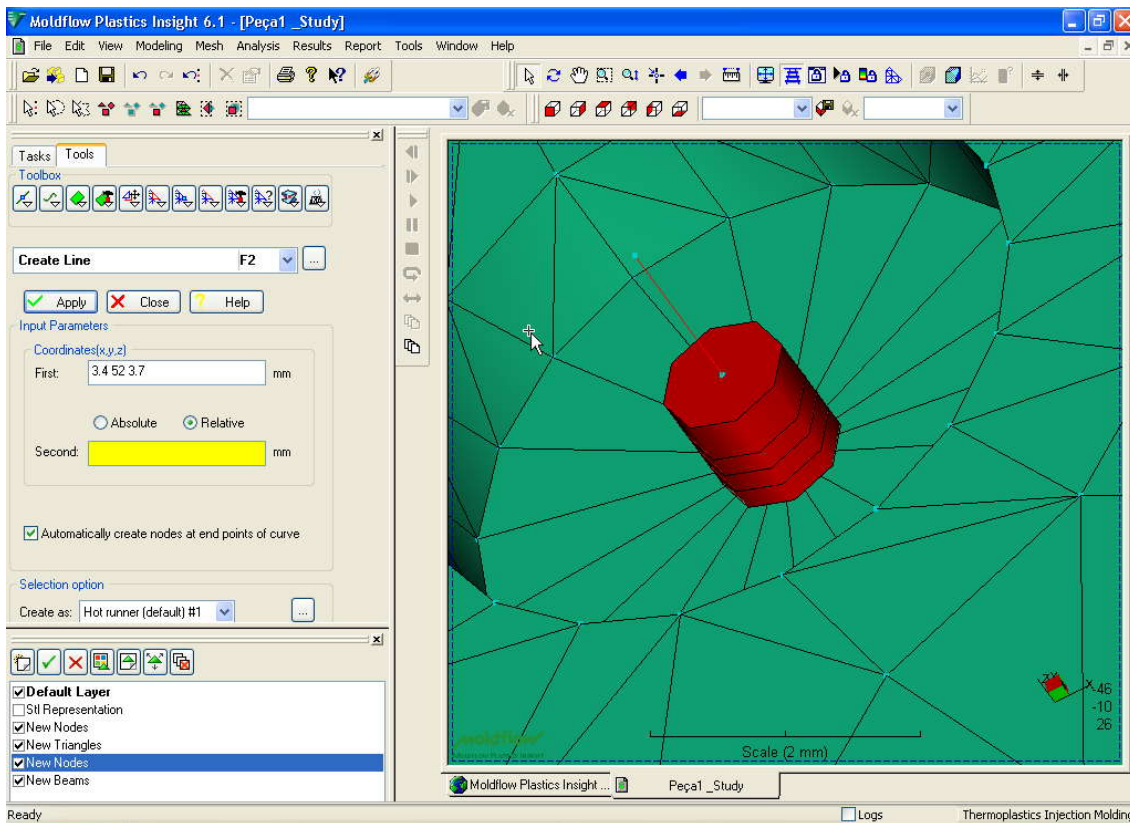 Moldflow Plastics Insight 6.1 - [Peça1 _Study]
File Edit View Modeling Mesh Analysis Results Report Tools Window Help
Tasks Tools
Toolbox
Create Line F2 ...
Apply Close ? Help
Input Parameters
Coordinates(x,y,z)
First: 3.4 52 3.7 mm
Absolute Relative
Second: mm
Automatically create nodes at end points of curve
Selection option
Create as: Hot runner (default) #1 ...
Default Layer
Stl Representation
New Nodes
New Triangles
New Nodes
New Beams
moldflow
Scale (2 mm)
X
-46
-10
26
Moldflow Plastics Insight ... Peça1 _Study
Ready Logs Thermoplastics Injection Molding